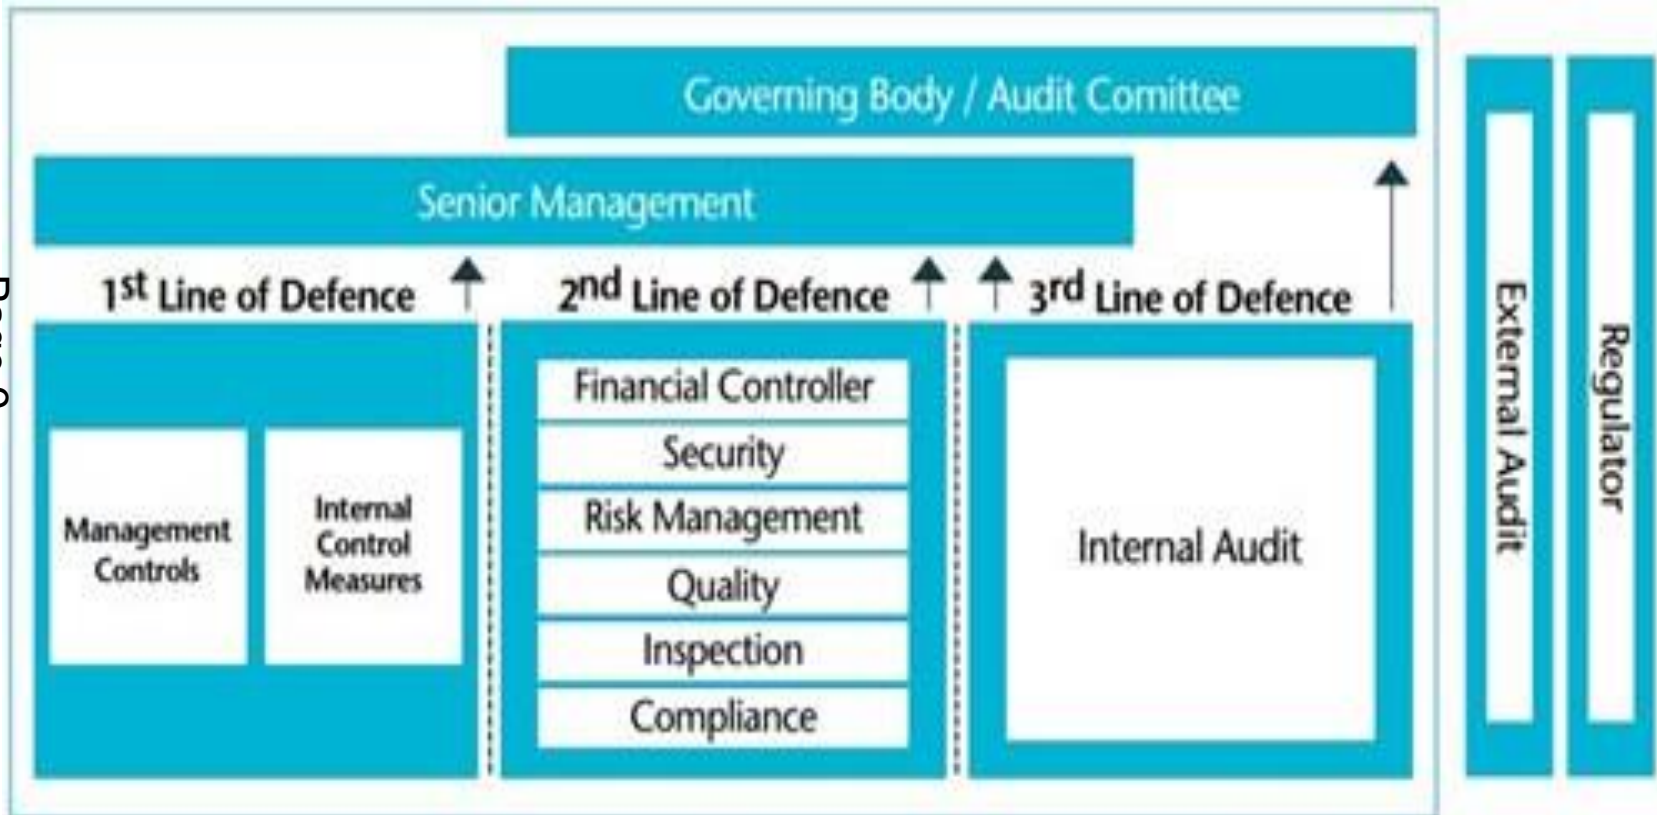 Governing Body / Audit Comittee
Senior Management
1st Line of Defence
2nd Line of Defence
3rd Line of Defence
Management
Controls
Internal
Control
Measures
Financial Controller
Security
Risk Management
Quality
Inspection
Compliance
Internal Audit
External Audit
Regulator